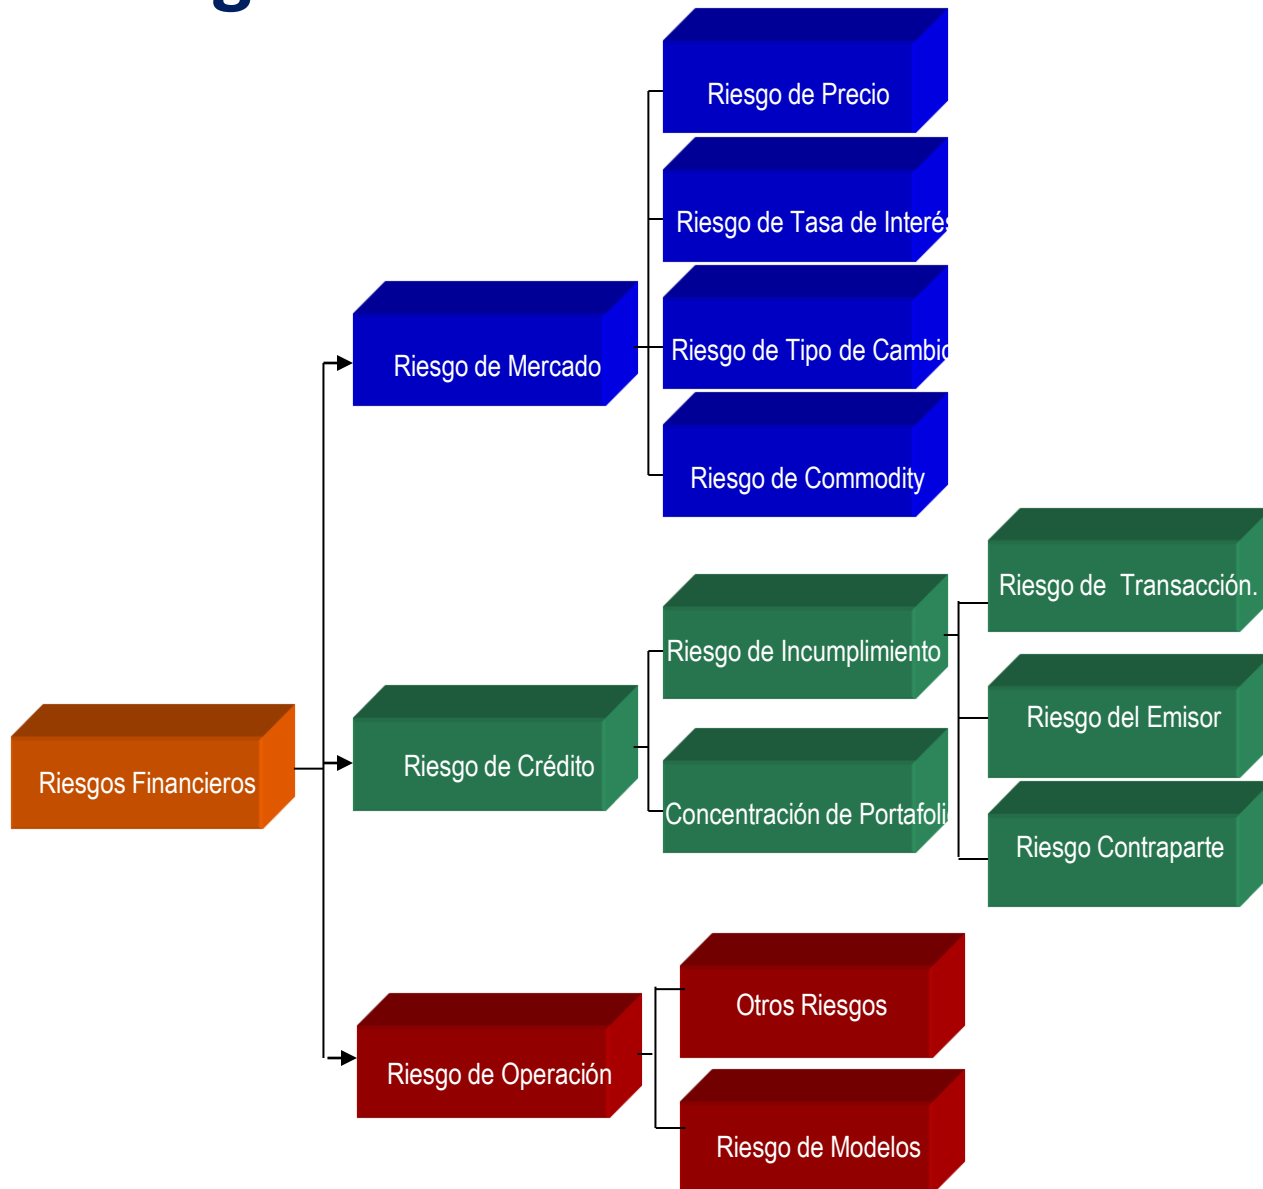 Riesgo de Precio
Riesgo de Tasa de Interés
Riesgo de Mercado
Riesgo de Tipo de Cambio
Riesgo de Commodity
Riesgo de  Transacción.
Riesgo de Incumplimiento
Riesgo del Emisor
Riesgos Financieros
Riesgo de Crédito
Concentración de Portafoli
Riesgo Contraparte
Otros Riesgos
Riesgo de Operación
Riesgo de Modelos